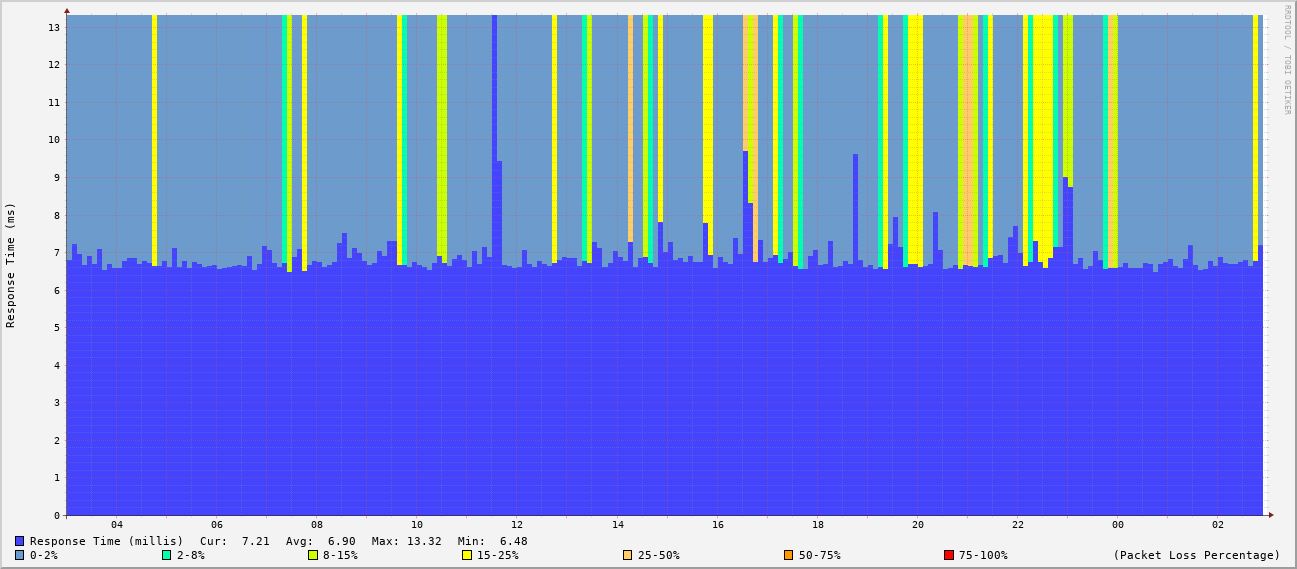 RRDTOOL / TOBI OETIKER
Response Time (ms)
13
12
11
10
9
8
7
6
5
4
3
2
1
0
04 06 08 10 12 14 16 18 20 22 00 02
Response Time (millis) Cur: 7.21 Avg: 6.90 Max: 13.32 Min: 6.48
0-2% 2-8% 8-15% 15-25% 25-50% 50-75% 75-100% (Packet Loss Percentage)